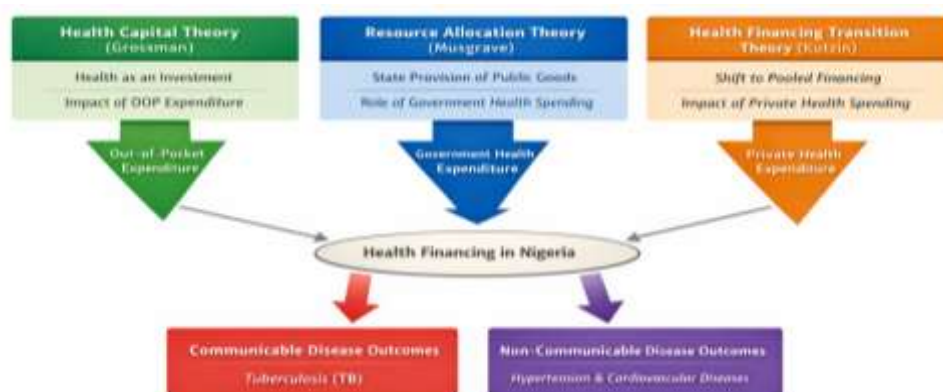 Health Capital Theory
(Grossman)
Health as an Investment
Impact of OOP Expenditure
Out-of-Pocket
Expenditure
Resource Allocation Theory
(Musgrave)
State Provision of Public Goods
Role of Government Health Spending
Government Health
Expenditure
Health Financing Transition
Theory (Kutzin)
Shift to Pooled Financing
Impact of Private Health Spending
Private Health
Expenditure
Health Financing in Nigeria
Communicable Disease Outcomes
Tuberculosis (TB)
Non-Communicable Disease Outcomes
Hypertension & Cardiovascular Diseases